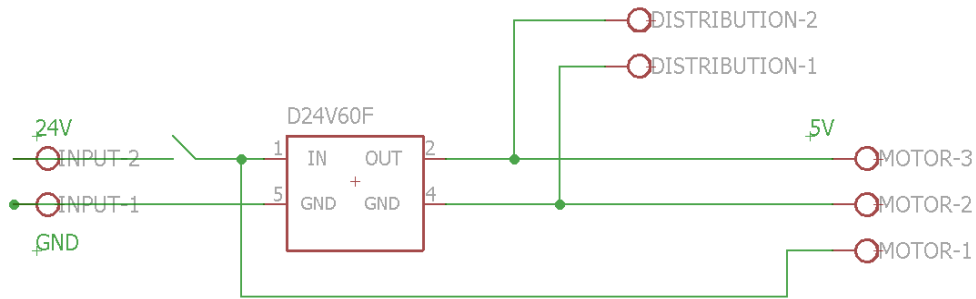 DISTRIBUTION-2
DISTRIBUTION-1
D24V60F
24V
5V
INPUT-2
1
IN
OUT
2
MOTOR-3
INPUT-1
5
GND
GND
4
MOTOR-2
GND
MOTOR-1